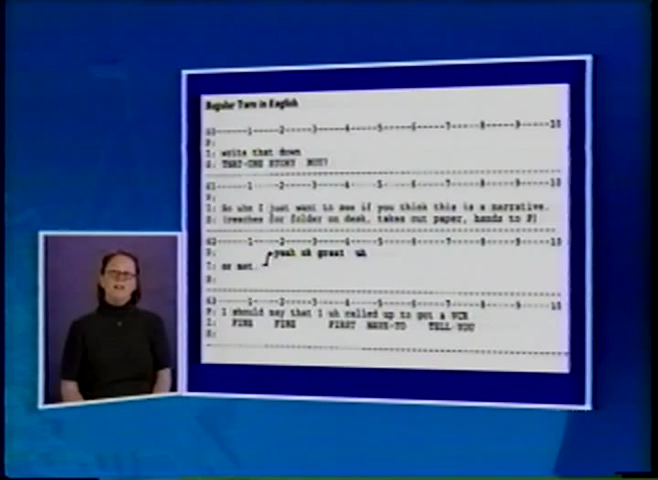 Regular Turn in English
60------1------2------3------4------5------6------7------8------9------10
P:
I: write that down
S: THAT-ONE STORY NOT?
61------1------2------3------4------5------6------7------8------9------10
P:
I: So uhm I just want to see if you think this is a narrative.
S: (reaches for folder on desk, takes out paper, hands to P)
62------1------2------3------4------5------6------7------8------9------10
P: yeah uh great uh
I: or not.
S:
63------1------2------3------4------5------6------7------8------9------10
P: I should say that I uh called up to get a VCR
I: FINE FINE FIRST HAVE-TO TELL-YOU
S: